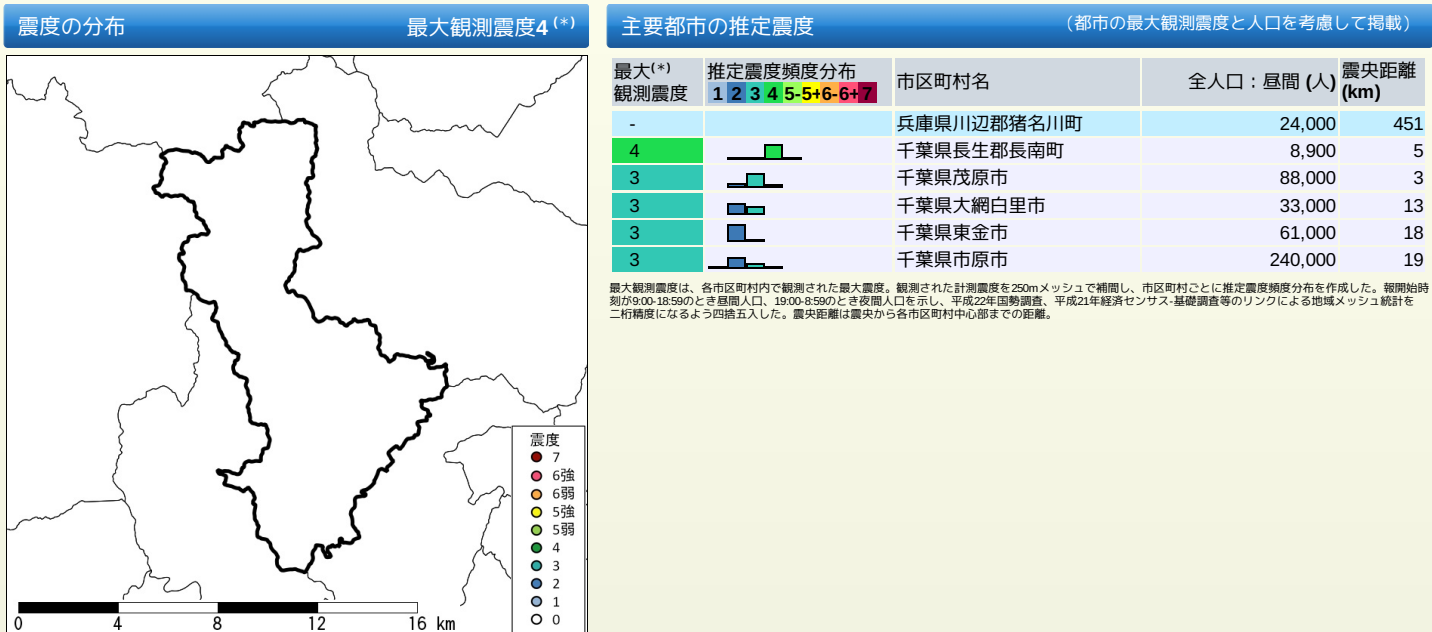 震度の分布 最大観測震度4 (*)
震度
7
6強
6弱
5強
5弱
4
3
2
1
0
0 4 8 12 16 km
主要都市の推定震度 （都市の最大観測震度と人口を考慮して掲載）
最大(*) 観測震度 推定震度頻度分布 1 2 3 4 5- 5+ 6- 6+ 7 市区町村名 全人口：昼間 (人) 震央距離 (km)
- 兵庫県川辺郡猪名川町 24,000 451
4 千葉県長生郡長南町 8,900 5
3 千葉県茂原市 88,000 3
3 千葉県大網白里市 33,000 13
3 千葉県東金市 61,000 18
3 千葉県市原市 240,000 19
最大観測震度は、各市区町村内で観測された最大震度。観測された計測震度を250mメッシュで補間し、市区町村ごとに推定震度頻度分布を作成した。報開始時
刻が9:00-18:59のとき昼間人口、19:00-8:59のとき夜間人口を示し、平成22年国勢調査、平成21年経済センサス-基礎調査等のリンクによる地域メッシュ統計を
二桁精度になるよう四捨五入した。震央距離は震央から各市区町村中心部までの距離。